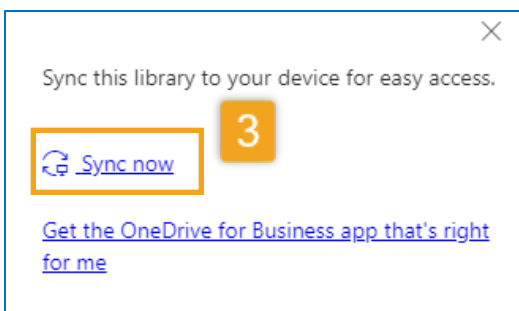 Sync this library to your device for easy access.
3
Sync now
Get the OneDrive for Business app that's right
for me